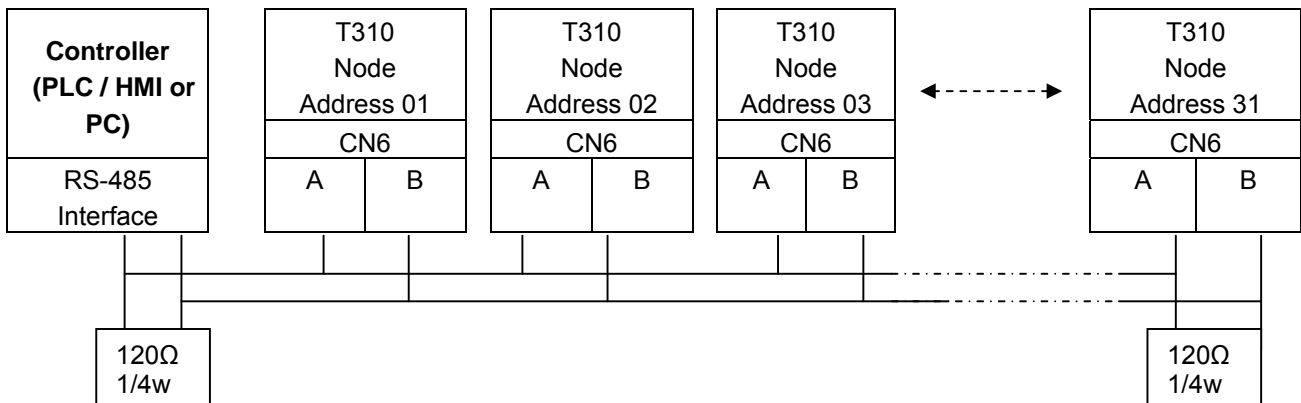 Controller
(PLC / HMI or
PC)
RS-485
Interface
T310
Node
Address 01
CN6
A B
T310
Node
Address 02
CN6
A B
T310
Node
Address 03
CN6
A B
T310
Node
Address 31
CN6
A B
120Ω
1/4w
120Ω
1/4w